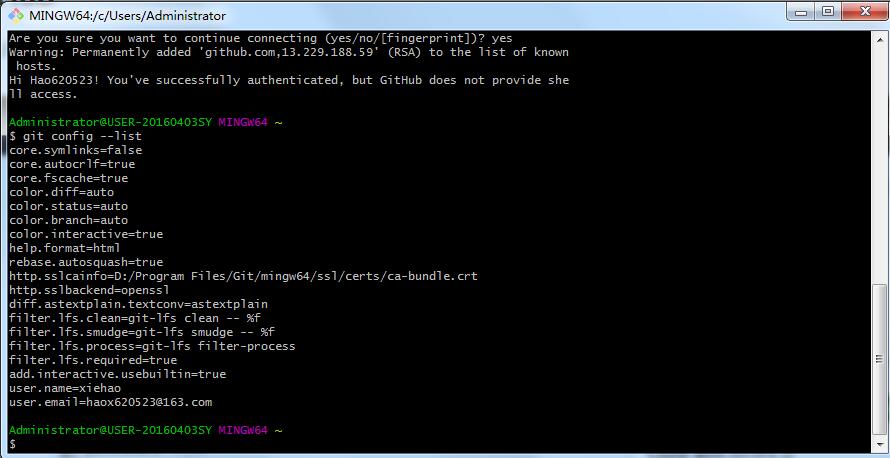 MINGW64:/c/Users/Administrator
Are you sure you want to continue connecting (yes/no/[fingerprint])? yes
Warning: Permanently added 'github.com,13.229.188.59' (RSA) to the list of known
 hosts.
Hi Hao620523! You've successfully authenticated, but GitHub does not provide she
ll access.
Administrator@USER-20160403SY MINGW64 ~
$ git config --list
core.symlinks=false
core.autocrlf=true
core.fscache=true
color.diff=auto
color.status=auto
color.branch=auto
color.interactive=true
help.format=html
rebase.autosquash=true
http.sslcainfo=D:/Program Files/Git/mingw64/ssl/certs/ca-bundle.crt
http.sslbackend=openssl
diff.astextplain.textconv=astextplain
filter.lfs.clean=git-lfs clean -- %f
filter.lfs.smudge=git-lfs smudge -- %f
filter.lfs.process=git-lfs filter-process
filter.lfs.required=true
add.interactive.usebuiltin=true
user.name=xiehao
user.email=haox620523@163.com
Administrator@USER-20160403SY MINGW64 ~
$